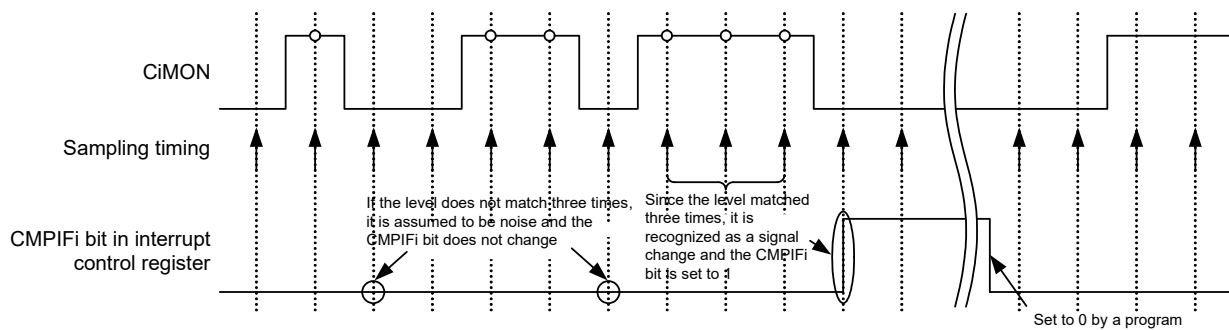 CiMON
Sampling timing
If the level does not match three times,
it is assumed to be noise and the
CMPIFi bit does not change
Since the level matched
three times, it is
recognized as a signal
change and the CMPIFi
bit is set to 1
CMPIFi bit in interrupt
control register
Set to 0 by a program